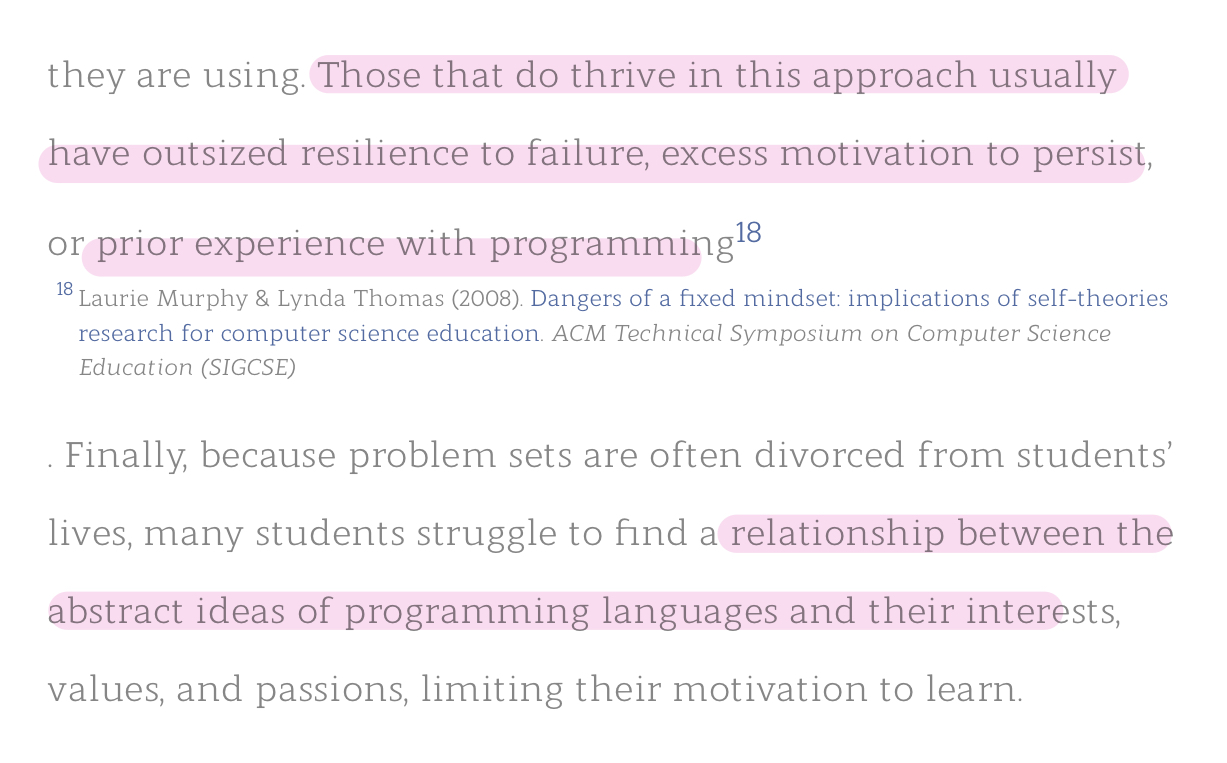 they are using. Those that do thrive in this approach usually
have outsized resilience to failure, excess motivation to persist,
or prior experience with programming18
18 Laurie Murphy & Lynda Thomas (2008). Dangers of a fixed mindset: implications of self-theories
research for computer science education. ACM Technical Symposium on Computer Science
Education (SIGCSE)
. Finally, because problem sets are often divorced from students’
lives, many students struggle to find a relationship between the
abstract ideas of programming languages and their interests,
values, and passions, limiting their motivation to learn.